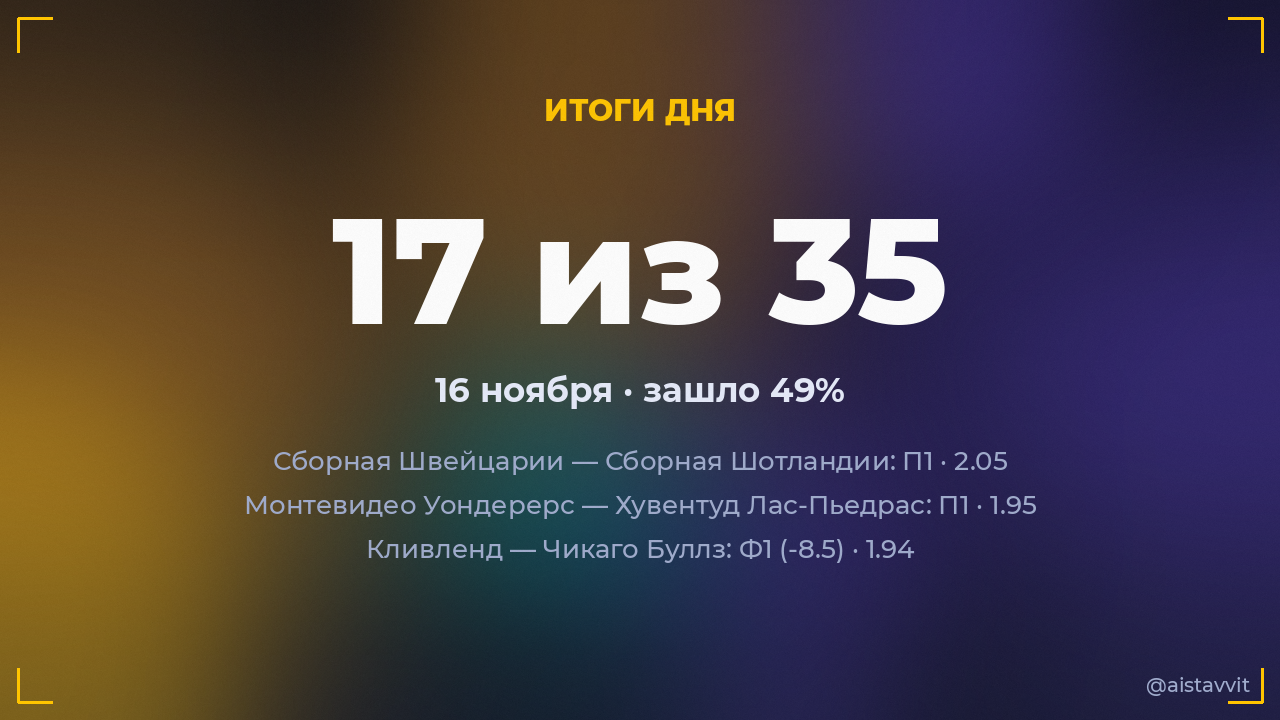 ИТОГИ ДНЯ
17 из 35
16 ноября · зашло 49%
Сборная Швейцарии — Сборная Шотландии: П1 · 2.05
Монтевидео Уондерерс — Хувентуд Лас-Пьедрас: П1 · 1.95
Кливленд — Чикаго Буллз: Ф1 (-8.5) · 1.94
@aistavvit